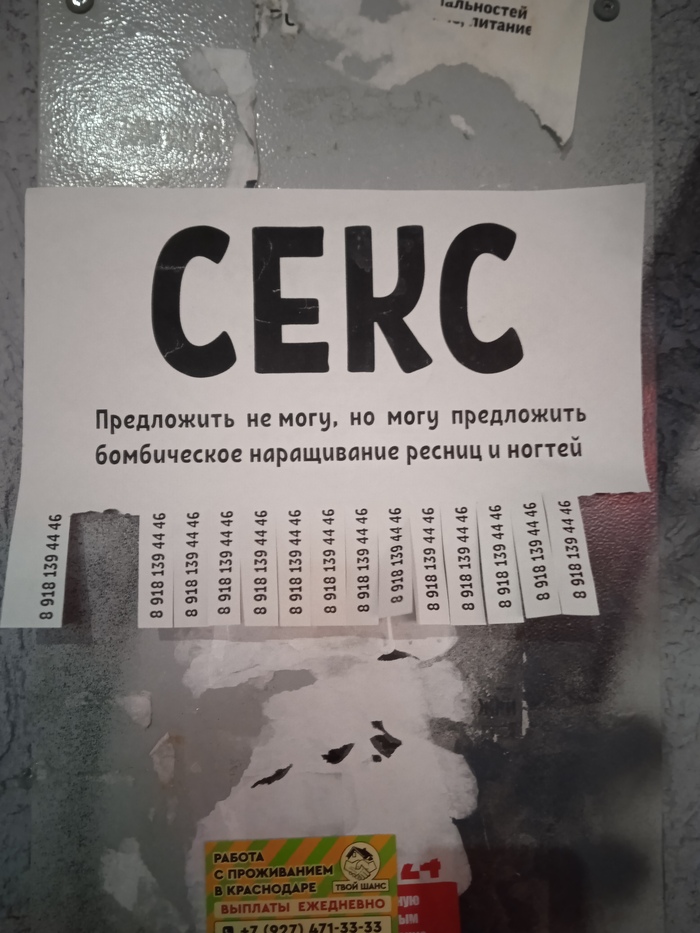 альностей
питание
СЕКС
Предложить не могу, но могу предложить
бомбическое наращивание ресниц и ногтей
8 918 139 44 46
8 918 139 44 46
8 918 139 44 46
8 918 139 44 46
8 918 139 44 46
8 918 139 44 46
8 918 139 44 46
8 918 139 44 46
8 918 139 44 46
8 918 139 44 46
8 918 139 44 46
8 918 139 44 46
8 918 139 44 46
8 918 139 44 46
РАБОТА
С ПРОЖИВАНИЕМ
В КРАСНОДАРЕ
ТВОЙ ШАНС
ВЫПЛАТЫ ЕЖЕДНЕВНО
+7 (927) 471-33-33
24
ную
ым